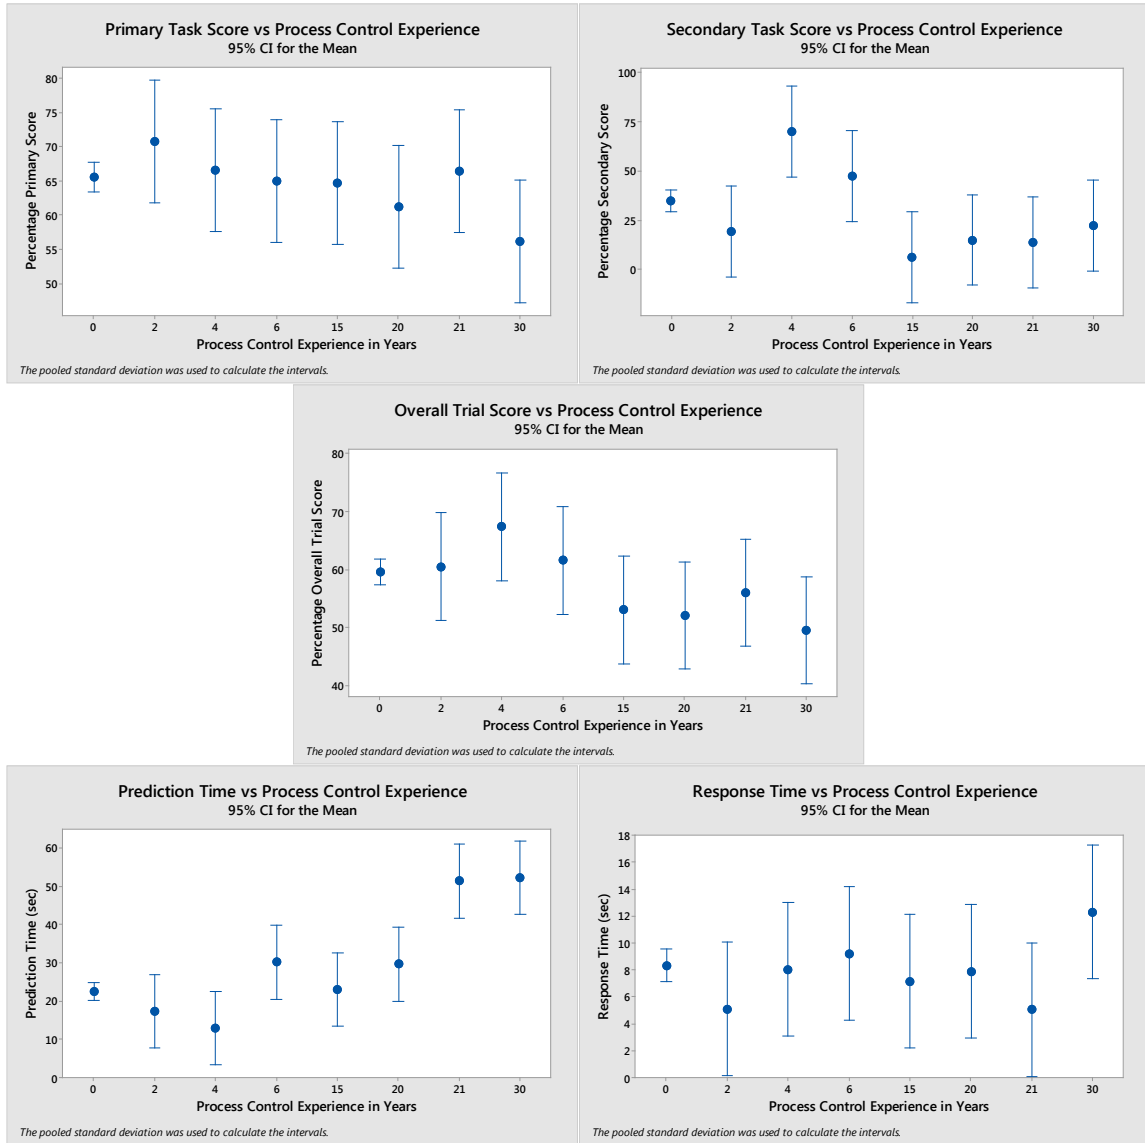 Primary Task Score vs Process Control Experience
95% CI for the Mean
80
75
70
65
60
55
50
Percentage Primary Score
0 2 4 6 15 20 21 30
Process Control Experience in Years
The pooled standard deviation was used to calculate the intervals.
Secondary Task Score vs Process Control Experience
95% CI for the Mean
100
75
50
25
0
Percentage Secondary Score
0 2 4 6 15 20 21 30
Process Control Experience in Years
The pooled standard deviation was used to calculate the intervals.
Overall Trial Score vs Process Control Experience
95% CI for the Mean
80
70
60
50
40
Percentage Overall Trial Score
0 2 4 6 15 20 21 30
Process Control Experience in Years
The pooled standard deviation was used to calculate the intervals.
Prediction Time vs Process Control Experience
95% CI for the Mean
60
50
40
30
20
10
0
Prediction Time (sec)
0 2 4 6 15 20 21 30
Process Control Experience in Years
The pooled standard deviation was used to calculate the intervals.
Response Time vs Process Control Experience
95% CI for the Mean
18
16
14
12
10
8
6
4
2
0
Response Time (sec)
0 2 4 6 15 20 21 30
Process Control Experience in Years
The pooled standard deviation was used to calculate the intervals.